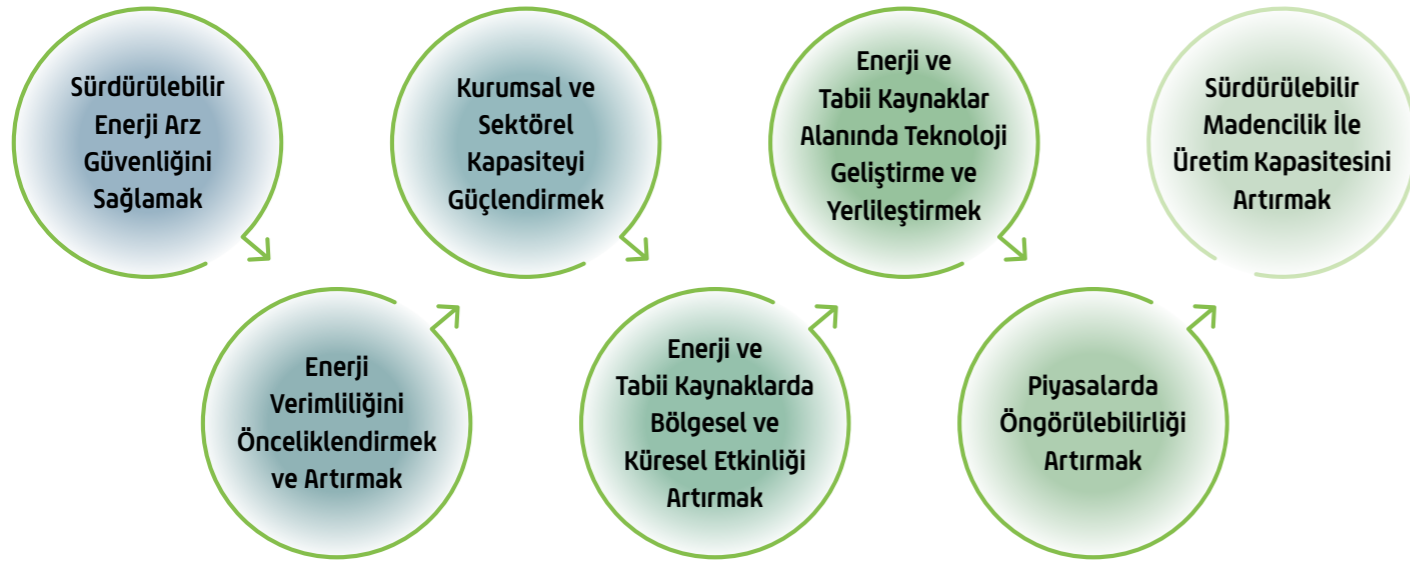 Sürdürülebilir
Enerji Arz
Güvenliğini
Sağlamak
Enerji
Verimliliğini
Önceliklendirmek
ve Artırmak
Kurumsal ve
Sektörel
Kapasiteyi
Güçlendirmek
Enerji ve
Tabii Kaynaklarda
Bölgesel ve
Küresel Etkinliği
Artırmak
Enerji ve
Tabii Kaynaklar
Alanında Teknoloji
Geliştirme ve
Yerlileştirmek
Piyasalarda
Öngörülebilirliği
Artırmak
Sürdürülebilir
Madencilik İle
Üretim Kapasitesini
Artırmak